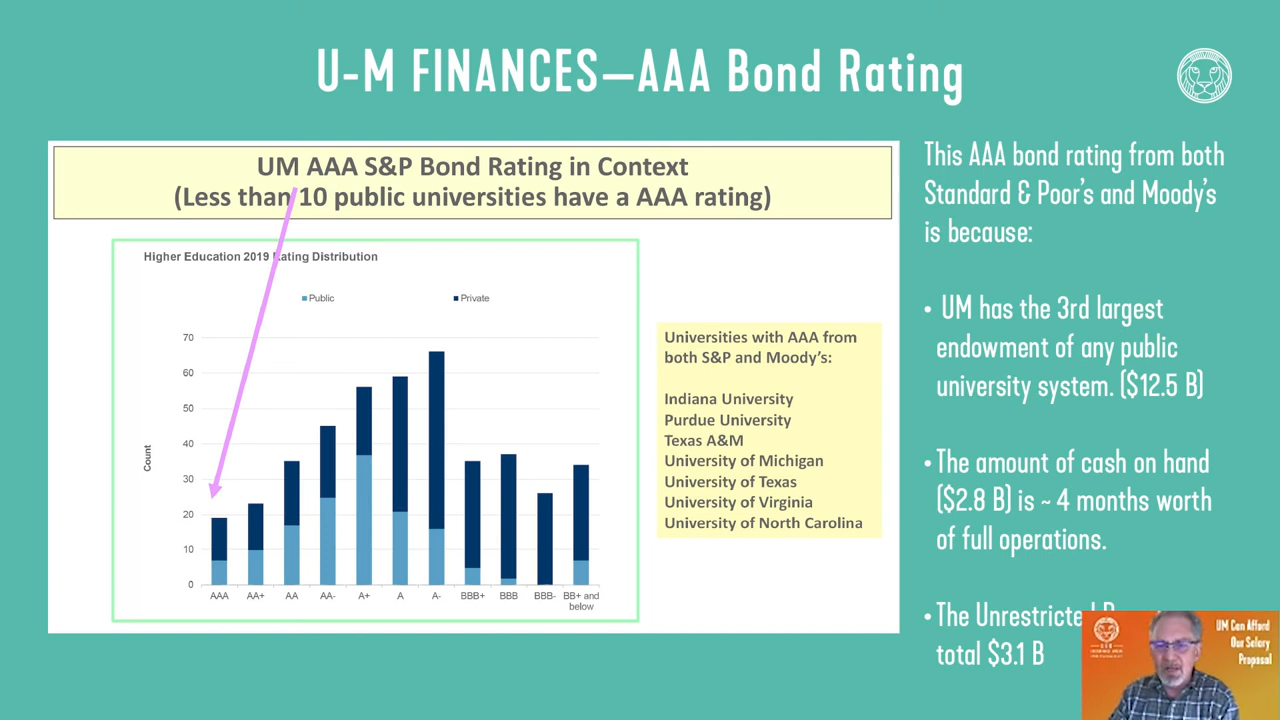 U-M FINANCES—AAA Bond Rating
UM AAA S&P Bond Rating in Context
(Less than 10 public universities have a AAA rating)
Higher Education 2019 Rating Distribution
Public
Private
70
60
50
40
30
20
10
0
Count
AAA
AA+
AA
AA-
A+
A
A-
BBB+
BBB
BBB-
BB+ and
below
Universities with AAA from
both S&P and Moody's:
Indiana University
Purdue University
Texas A&M
University of Michigan
University of Texas
University of Virginia
University of North Carolina
This AAA bond rating from both
Standard & Poor's and Moody's
is because:
• UM has the 3rd largest
endowment of any public
university system. ($12.5 B)
• The amount of cash on hand
($2.8 B) is ~ 4 months worth
of full operations.
• The Unrestricted
total $3.1 B
UM Can Afford
Our Salary
Proposal